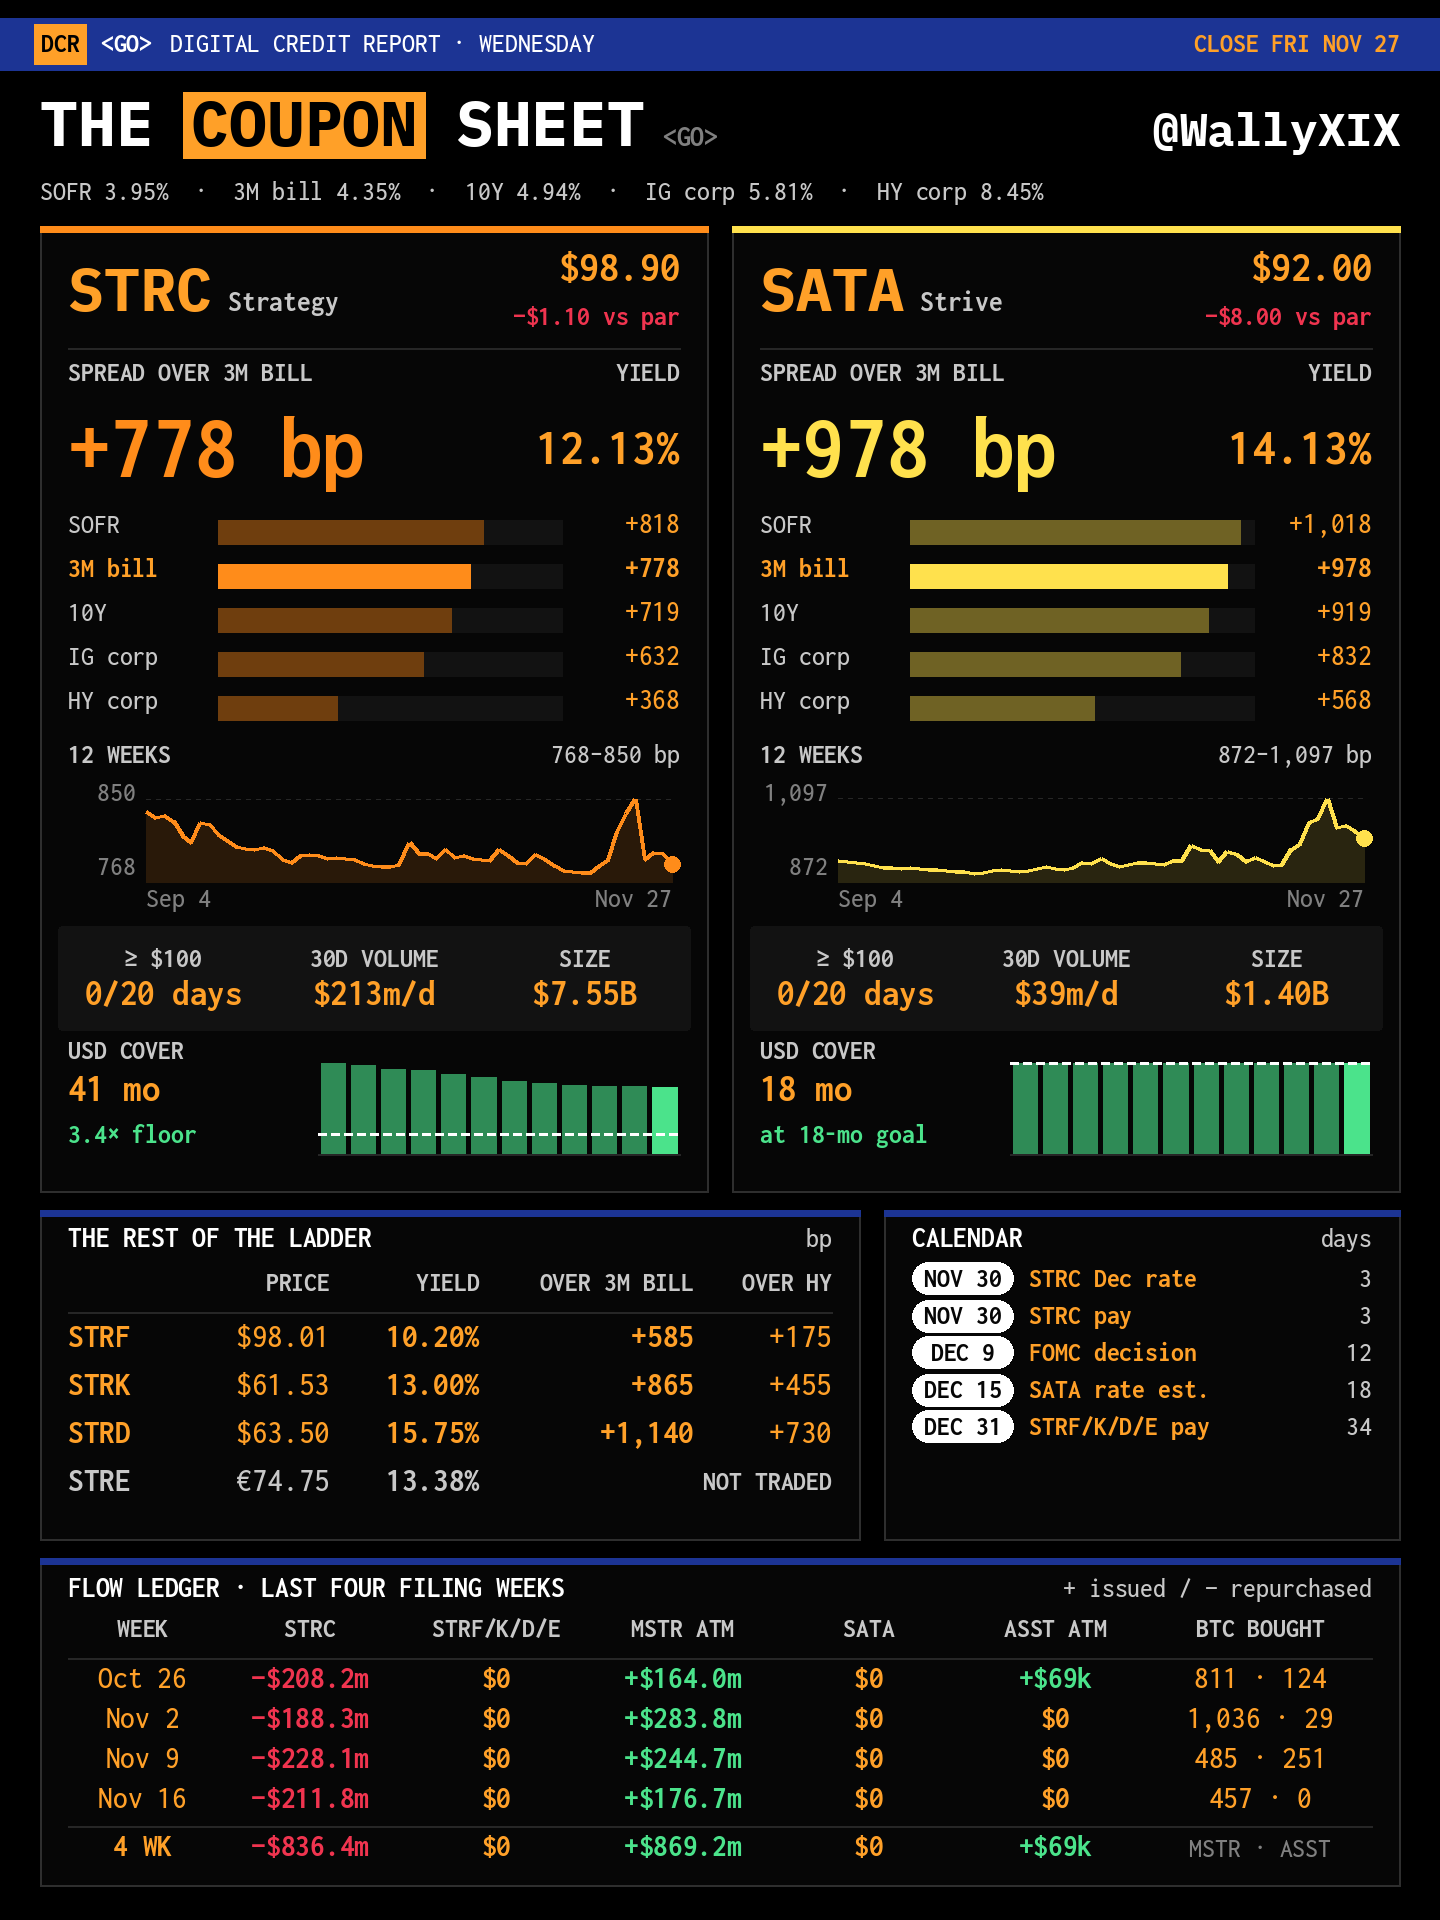 DCR <GO> DIGITAL CREDIT REPORT · WEDNESDAY CLOSE FRI NOV 27
THE COUPON SHEET <GO> @WallyXIX
SOFR 3.95% · 3M bill 4.35% · 10Y 4.94% · IG corp 5.81% · HY corp 8.45%
STRC Strategy $98.90
−$1.10 vs par
SPREAD OVER 3M BILL YIELD
+778 bp 12.13%
SOFR +818
3M bill +778
10Y +719
IG corp +632
HY corp +368
12 WEEKS 768–850 bp
850
768
Sep 4 Nov 27
≥ $100 30D VOLUME SIZE
0/20 days $213m/d $7.55B
USD COVER
41 mo
3.4× floor
SATA Strive $92.00
−$8.00 vs par
SPREAD OVER 3M BILL YIELD
+978 bp 14.13%
SOFR +1,018
3M bill +978
10Y +919
IG corp +832
HY corp +568
12 WEEKS 872–1,097 bp
1,097
872
Sep 4 Nov 27
≥ $100 30D VOLUME SIZE
0/20 days $39m/d $1.40B
USD COVER
18 mo
at 18-mo goal
THE REST OF THE LADDER bp
PRICE YIELD OVER 3M BILL OVER HY
STRF $98.01 10.20% +585 +175
STRK $61.53 13.00% +865 +455
STRD $63.50 15.75% +1,140 +730
STRE €74.75 13.38% NOT TRADED
CALENDAR days
NOV 30 STRC Dec rate 3
NOV 30 STRC pay 3
DEC 9 FOMC decision 12
DEC 15 SATA rate est. 18
DEC 31 STRF/K/D/E pay 34
FLOW LEDGER · LAST FOUR FILING WEEKS + issued / − repurchased
WEEK STRC STRF/K/D/E MSTR ATM SATA ASST ATM BTC BOUGHT
Oct 26 −$208.2m $0 +$164.0m $0 +$69k 811 · 124
Nov 2 −$188.3m $0 +$283.8m $0 $0 1,036 · 29
Nov 9 −$228.1m $0 +$244.7m $0 $0 485 · 251
Nov 16 −$211.8m $0 +$176.7m $0 $0 457 · 0
4 WK −$836.4m $0 +$869.2m $0 +$69k MSTR · ASST